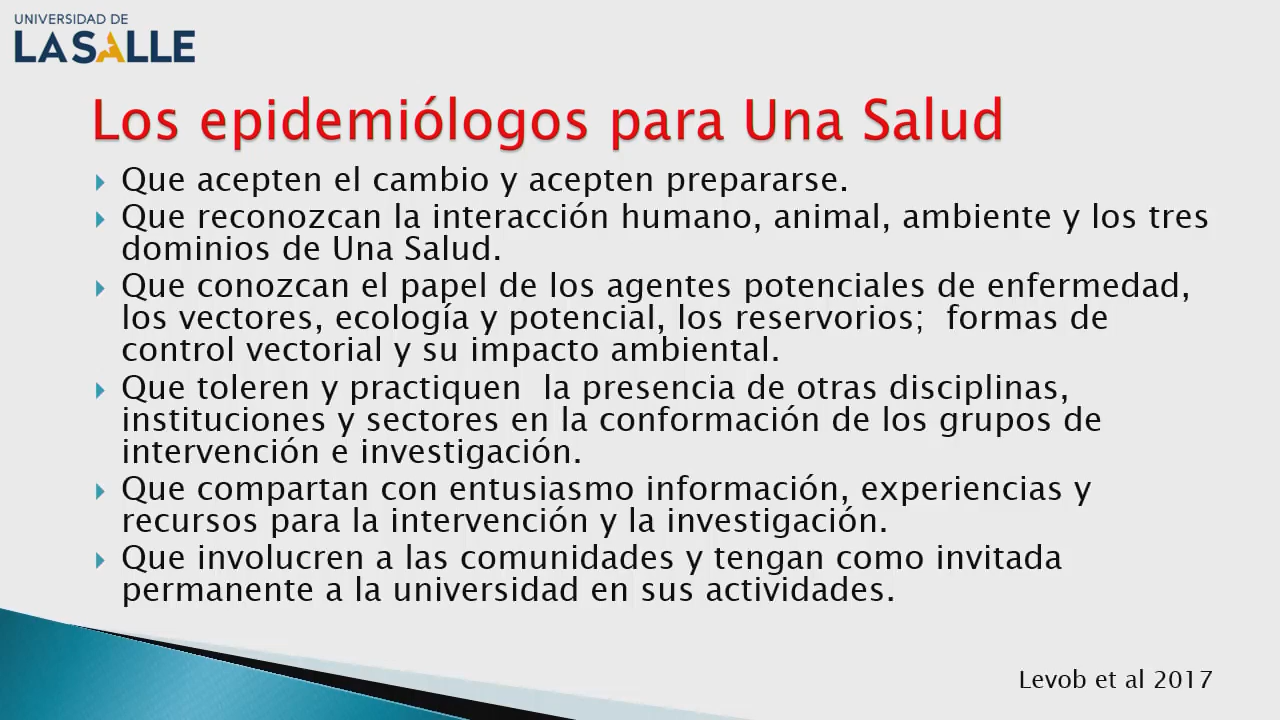 UNIVERSIDAD DE
LASALLE
Los epidemiólogos para Una Salud
Que acepten el cambio y acepten prepararse.
Que reconozcan la interacción humano, animal, ambiente y los tres
dominios de Una Salud.
Que conozcan el papel de los agentes potenciales de enfermedad,
los vectores, ecología y potencial, los reservorios;  formas de
control vectorial y su impacto ambiental.
Que toleren y practiquen  la presencia de otras disciplinas,
instituciones y sectores en la conformación de los grupos de
intervención e investigación.
Que compartan con entusiasmo información, experiencias y
recursos para la intervención y la investigación.
Que involucren a las comunidades y tengan como invitada
permanente a la universidad en sus actividades.
Levob et al 2017